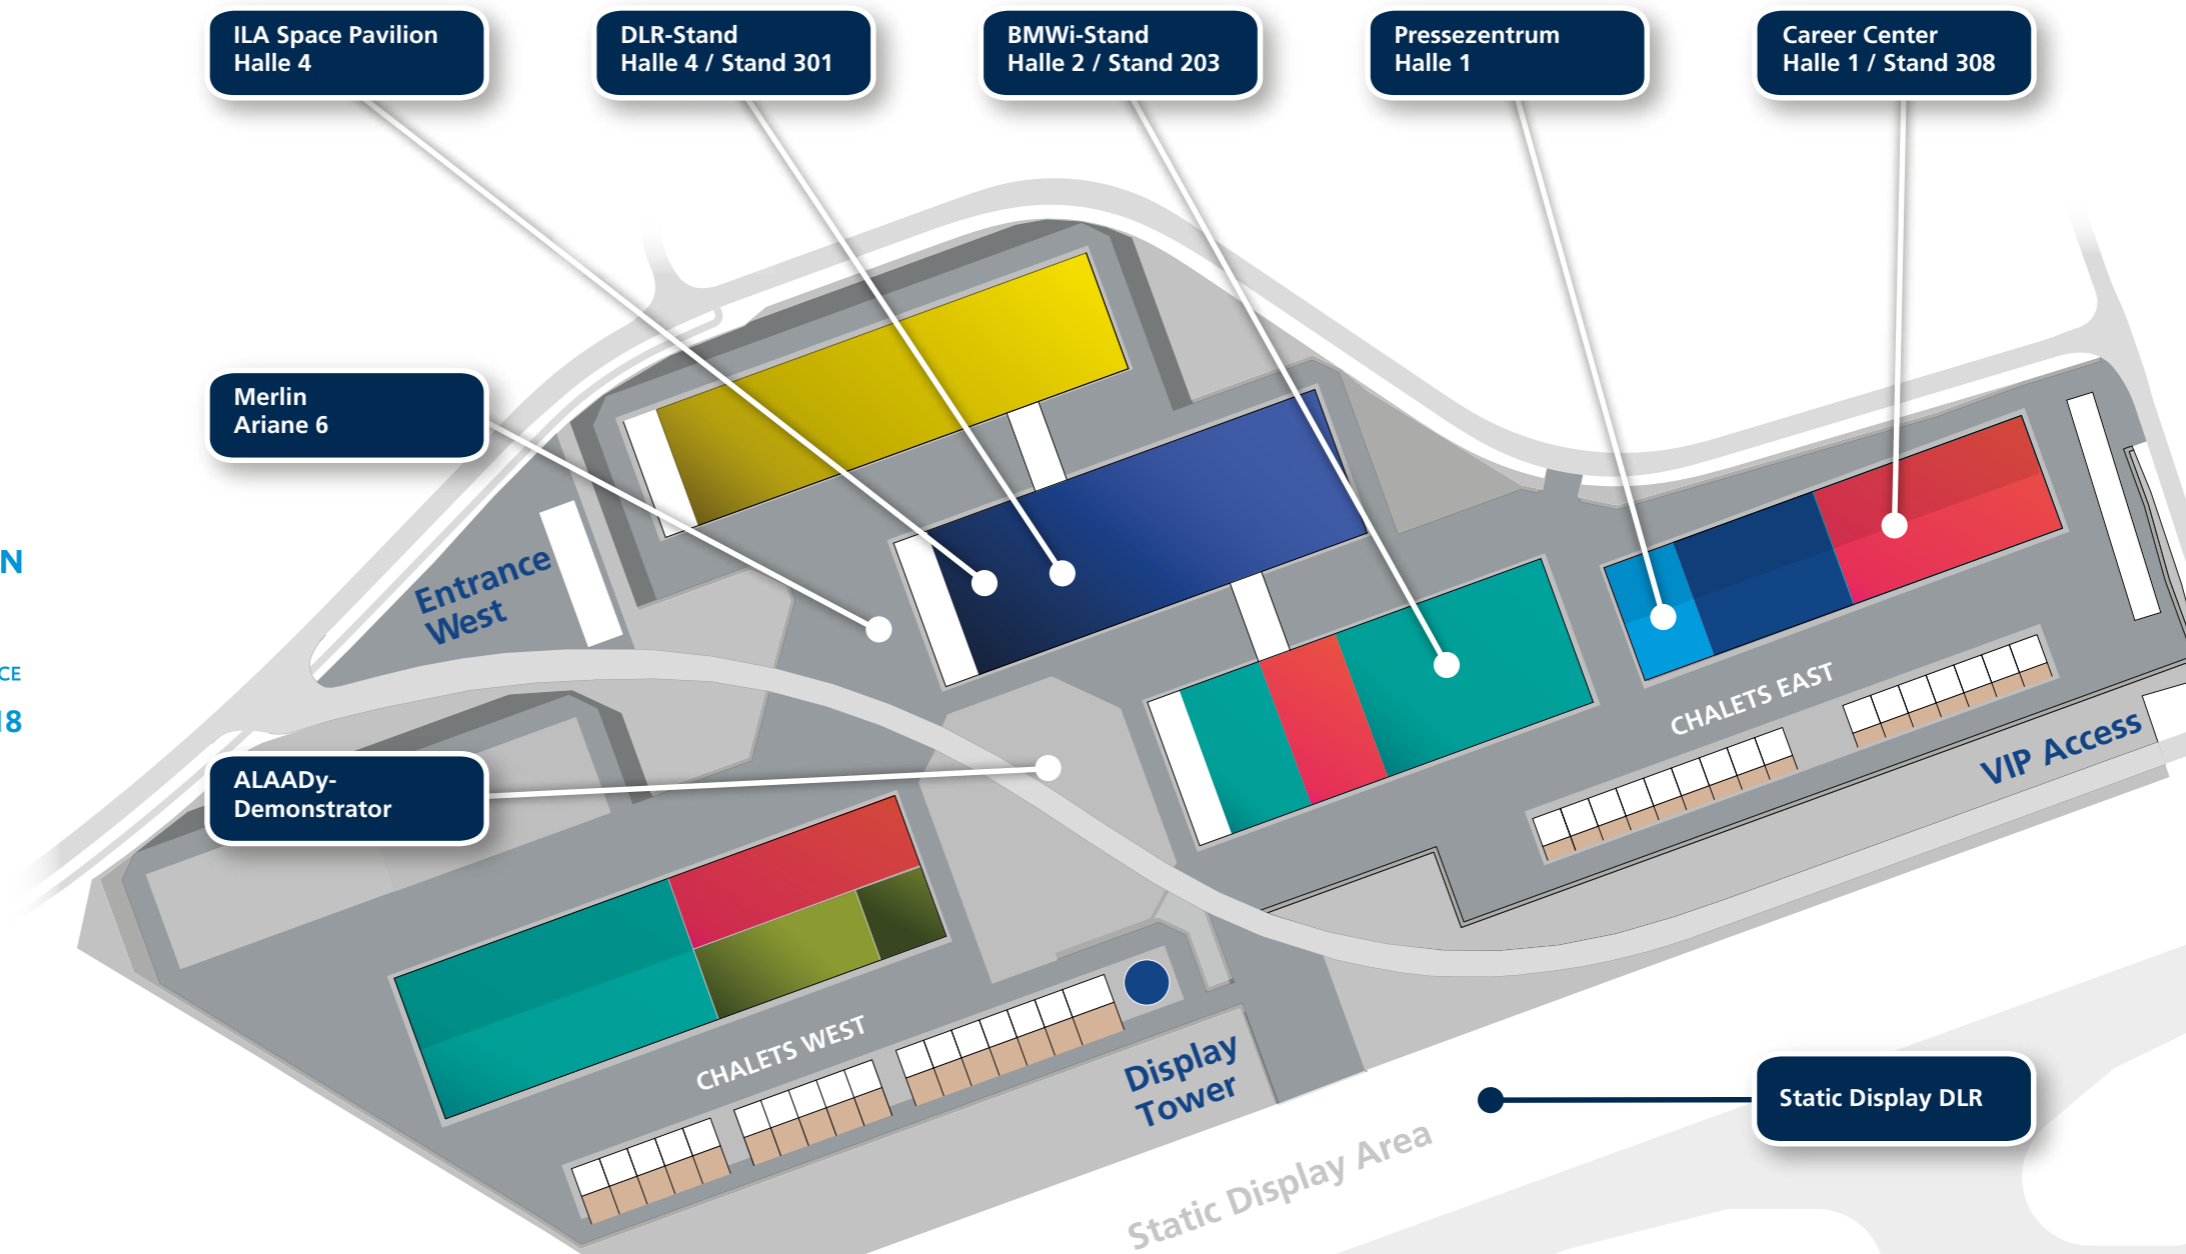 ILA Space Pavilion
Halle 4
DLR-Stand
Halle 4 / Stand 301
BMWi-Stand
Halle 2 / Stand 203
Pressezentrum
Halle 1
Career Center
Halle 1 / Stand 308
Merlin
Ariane 6
N
Entrance
West
CE
18
CHALETS EAST
VIP Access
ALAADy-
Demonstrator
CHALETS WEST
Display
Tower
Static Display DLR
Static Display Area